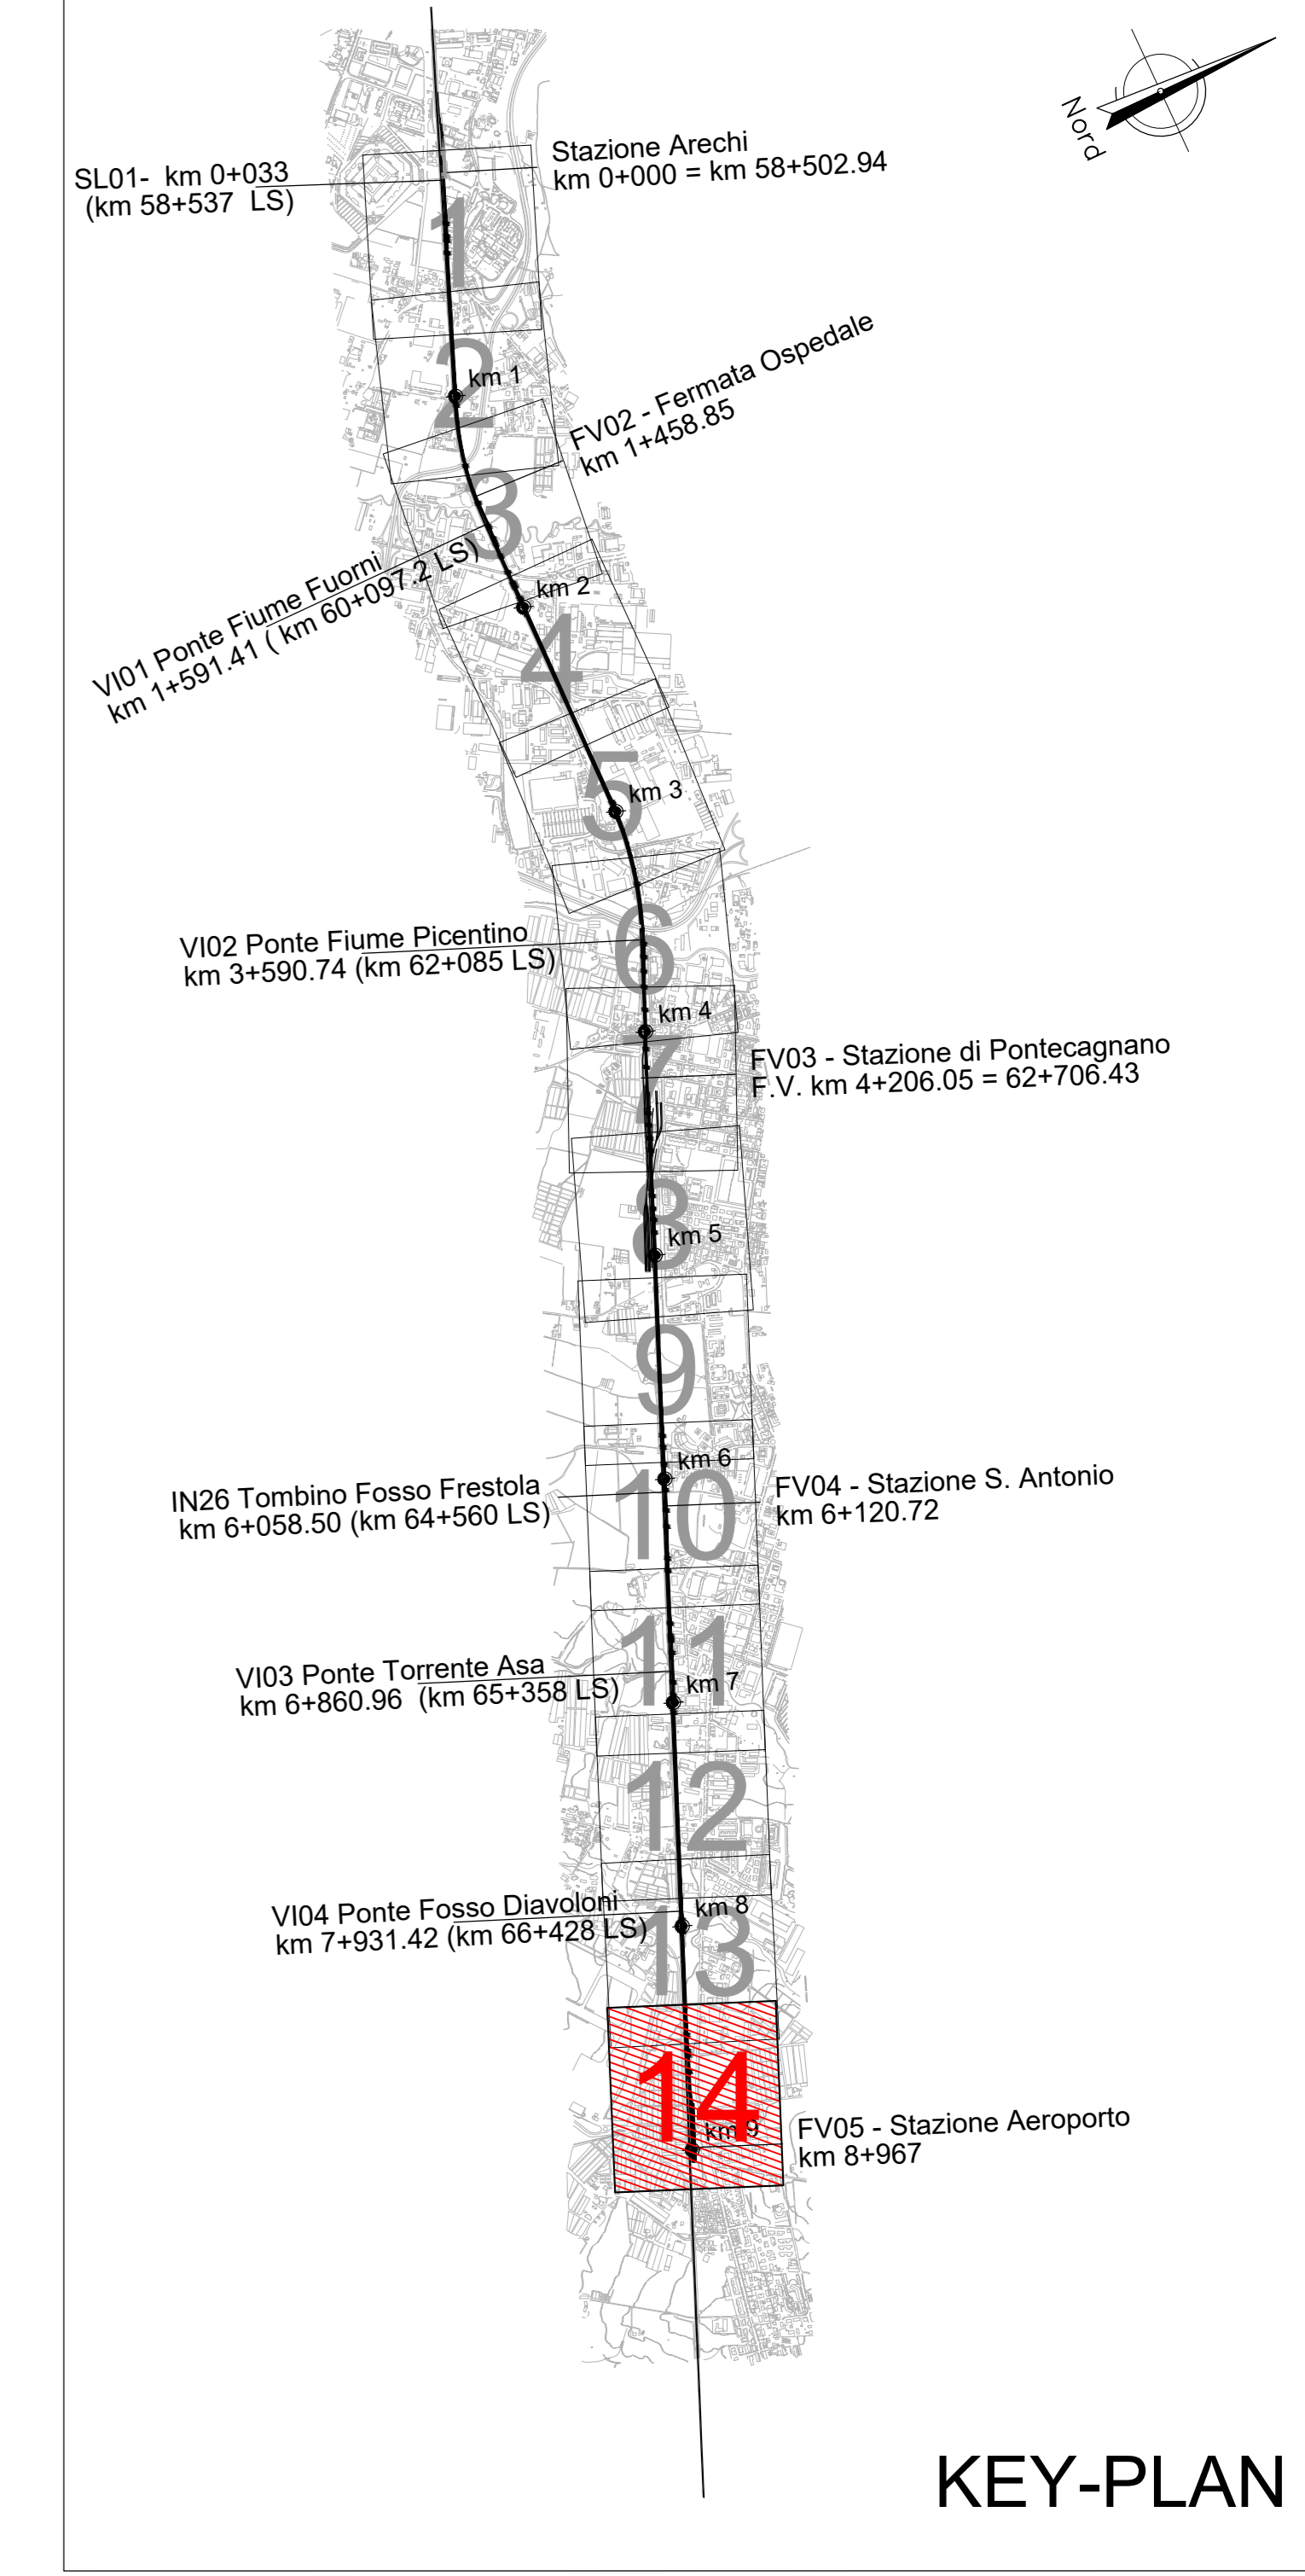 Nord
Stazione Arechi
km 0+000 = km 58+502.94
SL01- km 0+033
(km 58+537 LS)
1
2
km 1
FV02 - Fermata Ospedale
km 1+458.85
3
VI01 Ponte Fiume Fuorni
km 1+591.41 ( km 60+097.2 LS)
km 2
4
5
km 3
6
VI02 Ponte Fiume Picentino
km 3+590.74 (km 62+085 LS)
km 4
7
FV03 - Stazione di Pontecagnano
F.V. km 4+206.05 = 62+706.43
8
km 5
9
km 6
10
IN26 Tombino Fosso Frestola
km 6+058.50 (km 64+560 LS)
FV04 - Stazione S. Antonio
km 6+120.72
11
VI03 Ponte Torrente Asa
km 6+860.96 (km 65+358 LS)
km 7
12
VI04 Ponte Fosso Diavoloni
km 7+931.42 (km 66+428 LS)
km 8
13
14
km 9
FV05 - Stazione Aeroporto
km 8+967
KEY-PLAN